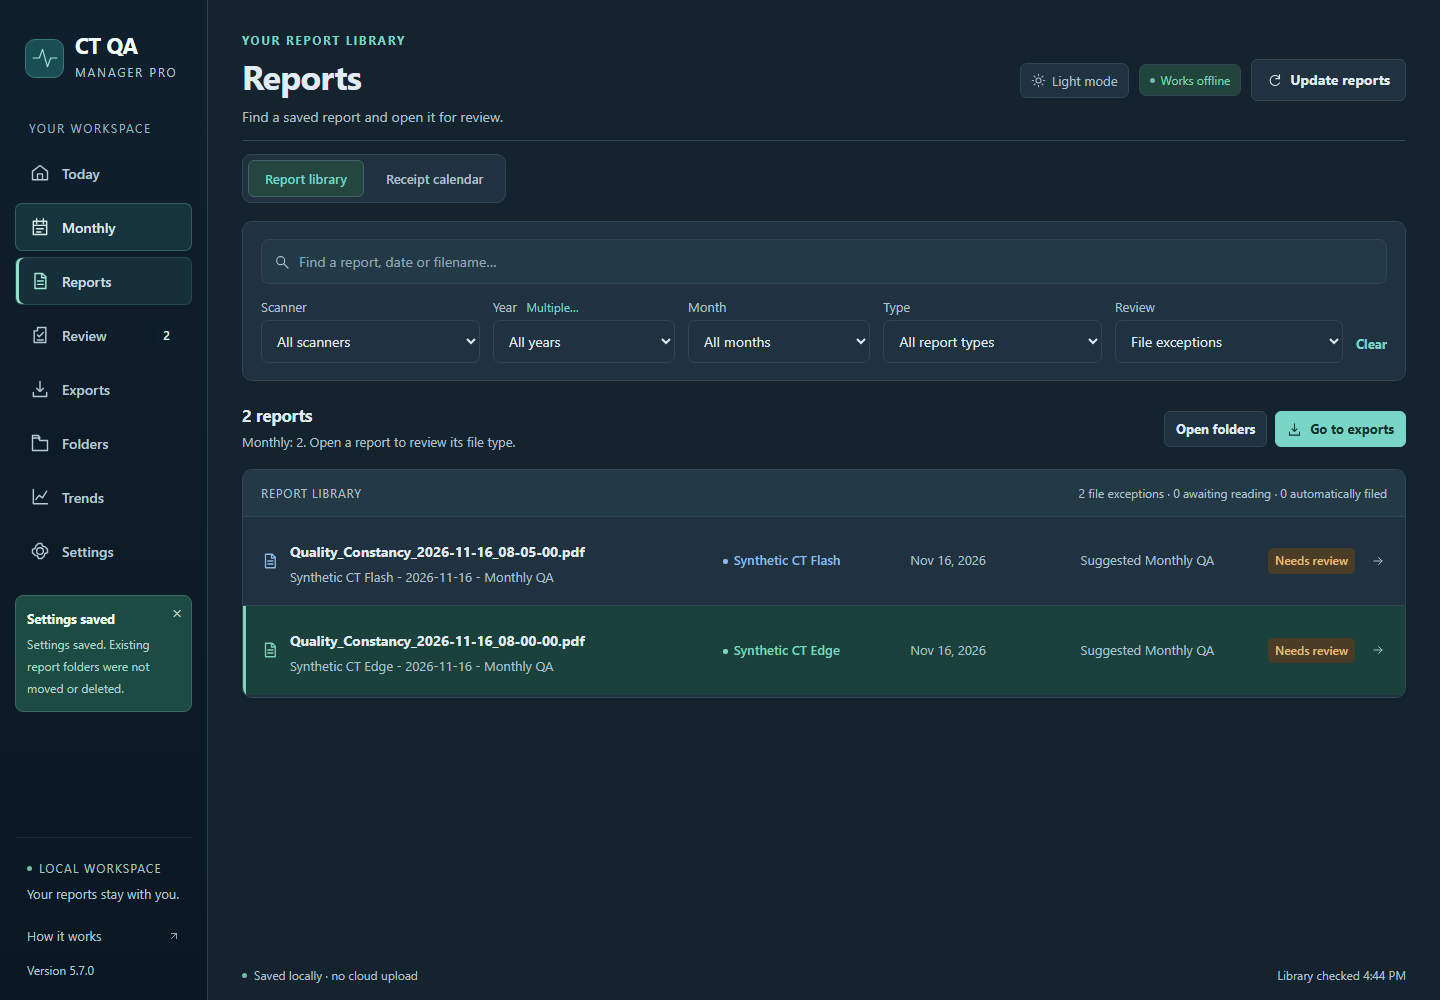 CT QA
MANAGER PRO
YOUR WORKSPACE
Today
Monthly
Reports
Review 2
Exports
Folders
Trends
Settings
Settings saved ×
Settings saved. Existing
report folders were not
moved or deleted.
LOCAL WORKSPACE
Your reports stay with you.
How it works
Version 5.7.0
YOUR REPORT LIBRARY
Reports
Find a saved report and open it for review.
Light mode
Works offline
Update reports
Report library
Receipt calendar
Find a report, date or filename...
Scanner
Year Multiple...
Month
Type
Review
All scanners
All years
All months
All report types
File exceptions
Clear
2 reports
Monthly: 2. Open a report to review its file type.
Open folders
Go to exports
REPORT LIBRARY
2 file exceptions · 0 awaiting reading · 0 automatically filed
Quality_Constancy_2026-11-16_08-05-00.pdf
Synthetic CT Flash - 2026-11-16 - Monthly QA
Synthetic CT Flash
Nov 16, 2026
Suggested Monthly QA
Needs review
Quality_Constancy_2026-11-16_08-00-00.pdf
Synthetic CT Edge - 2026-11-16 - Monthly QA
Synthetic CT Edge
Nov 16, 2026
Suggested Monthly QA
Needs review
Saved locally · no cloud upload
Library checked 4:44 PM